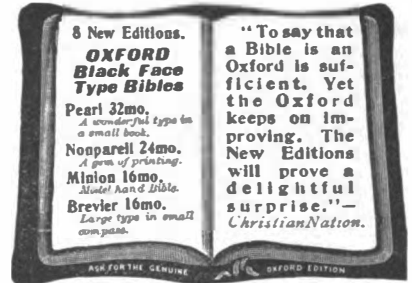 8 New Editions.
OXFORD
Black Face
Type Bibles
Pearl 32mo.
A wonderful type in
a small book.
Nonpareil 24mo.
A gem of printing.
Minion 16mo.
Model hand Bible.
Brevier 16mo.
Large type in small
compass.
"To say that
a Bible is an
Oxford is suf-
ficient. Yet
the Oxford
keeps on im-
proving. The
New Editions
will prove a
delightful
surprise."—
Christian Nation.
ASK FOR THE GENUINE
OXFORD EDITION